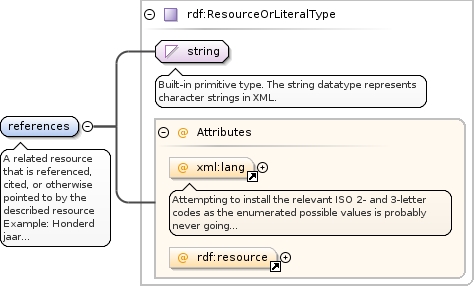 rdf:ResourceOrLiteralType
string
Built-in primitive type. The string datatype represents
character strings in XML.
references
A related resource
that is referenced,
cited, or otherwise
pointed to by the
described resource
Example: Honderd
jaar...
@ Attributes
@ xml:lang
Attempting to install the relevant ISO 2- and 3-letter
codes as the enumerated possible values is probably
never going...
@ rdf:resource